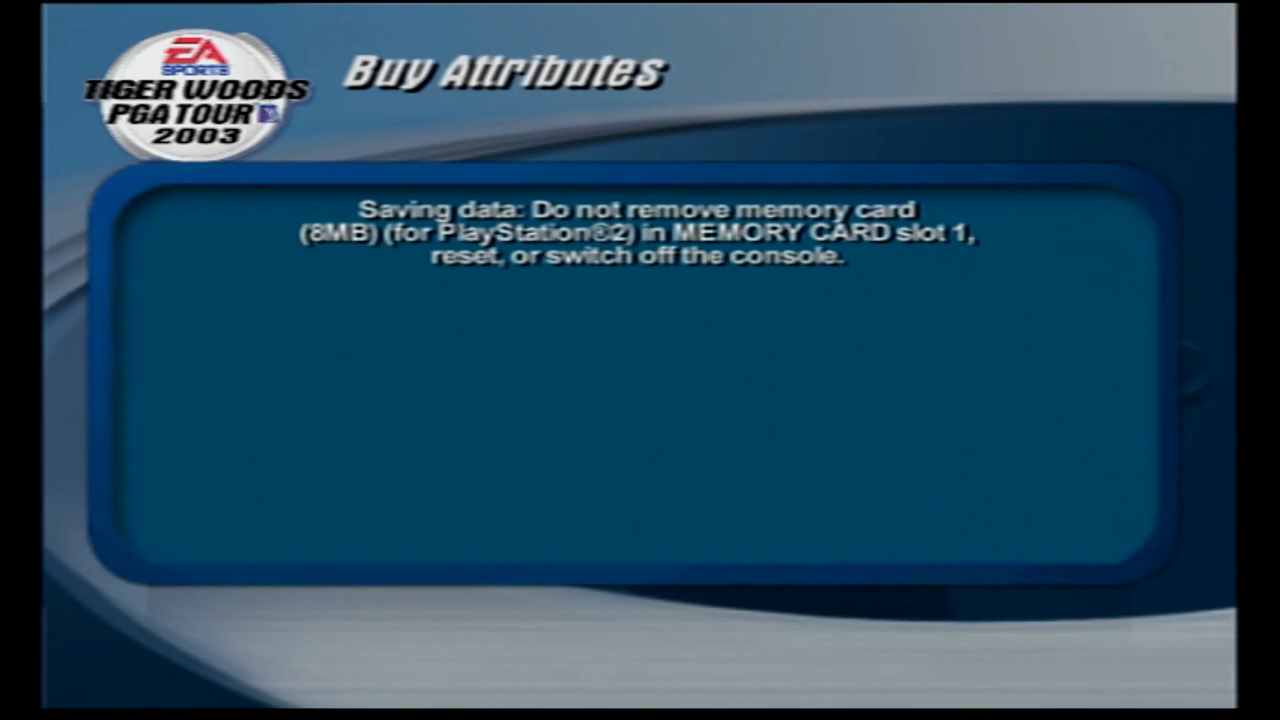 EA
SPORTS
TIGER WOODS
PGA TOUR
2003
Buy Attributes
Saving data: Do not remove memory card
(8MB) (for PlayStation®2) in MEMORY CARD slot 1,
reset, or switch off the console.